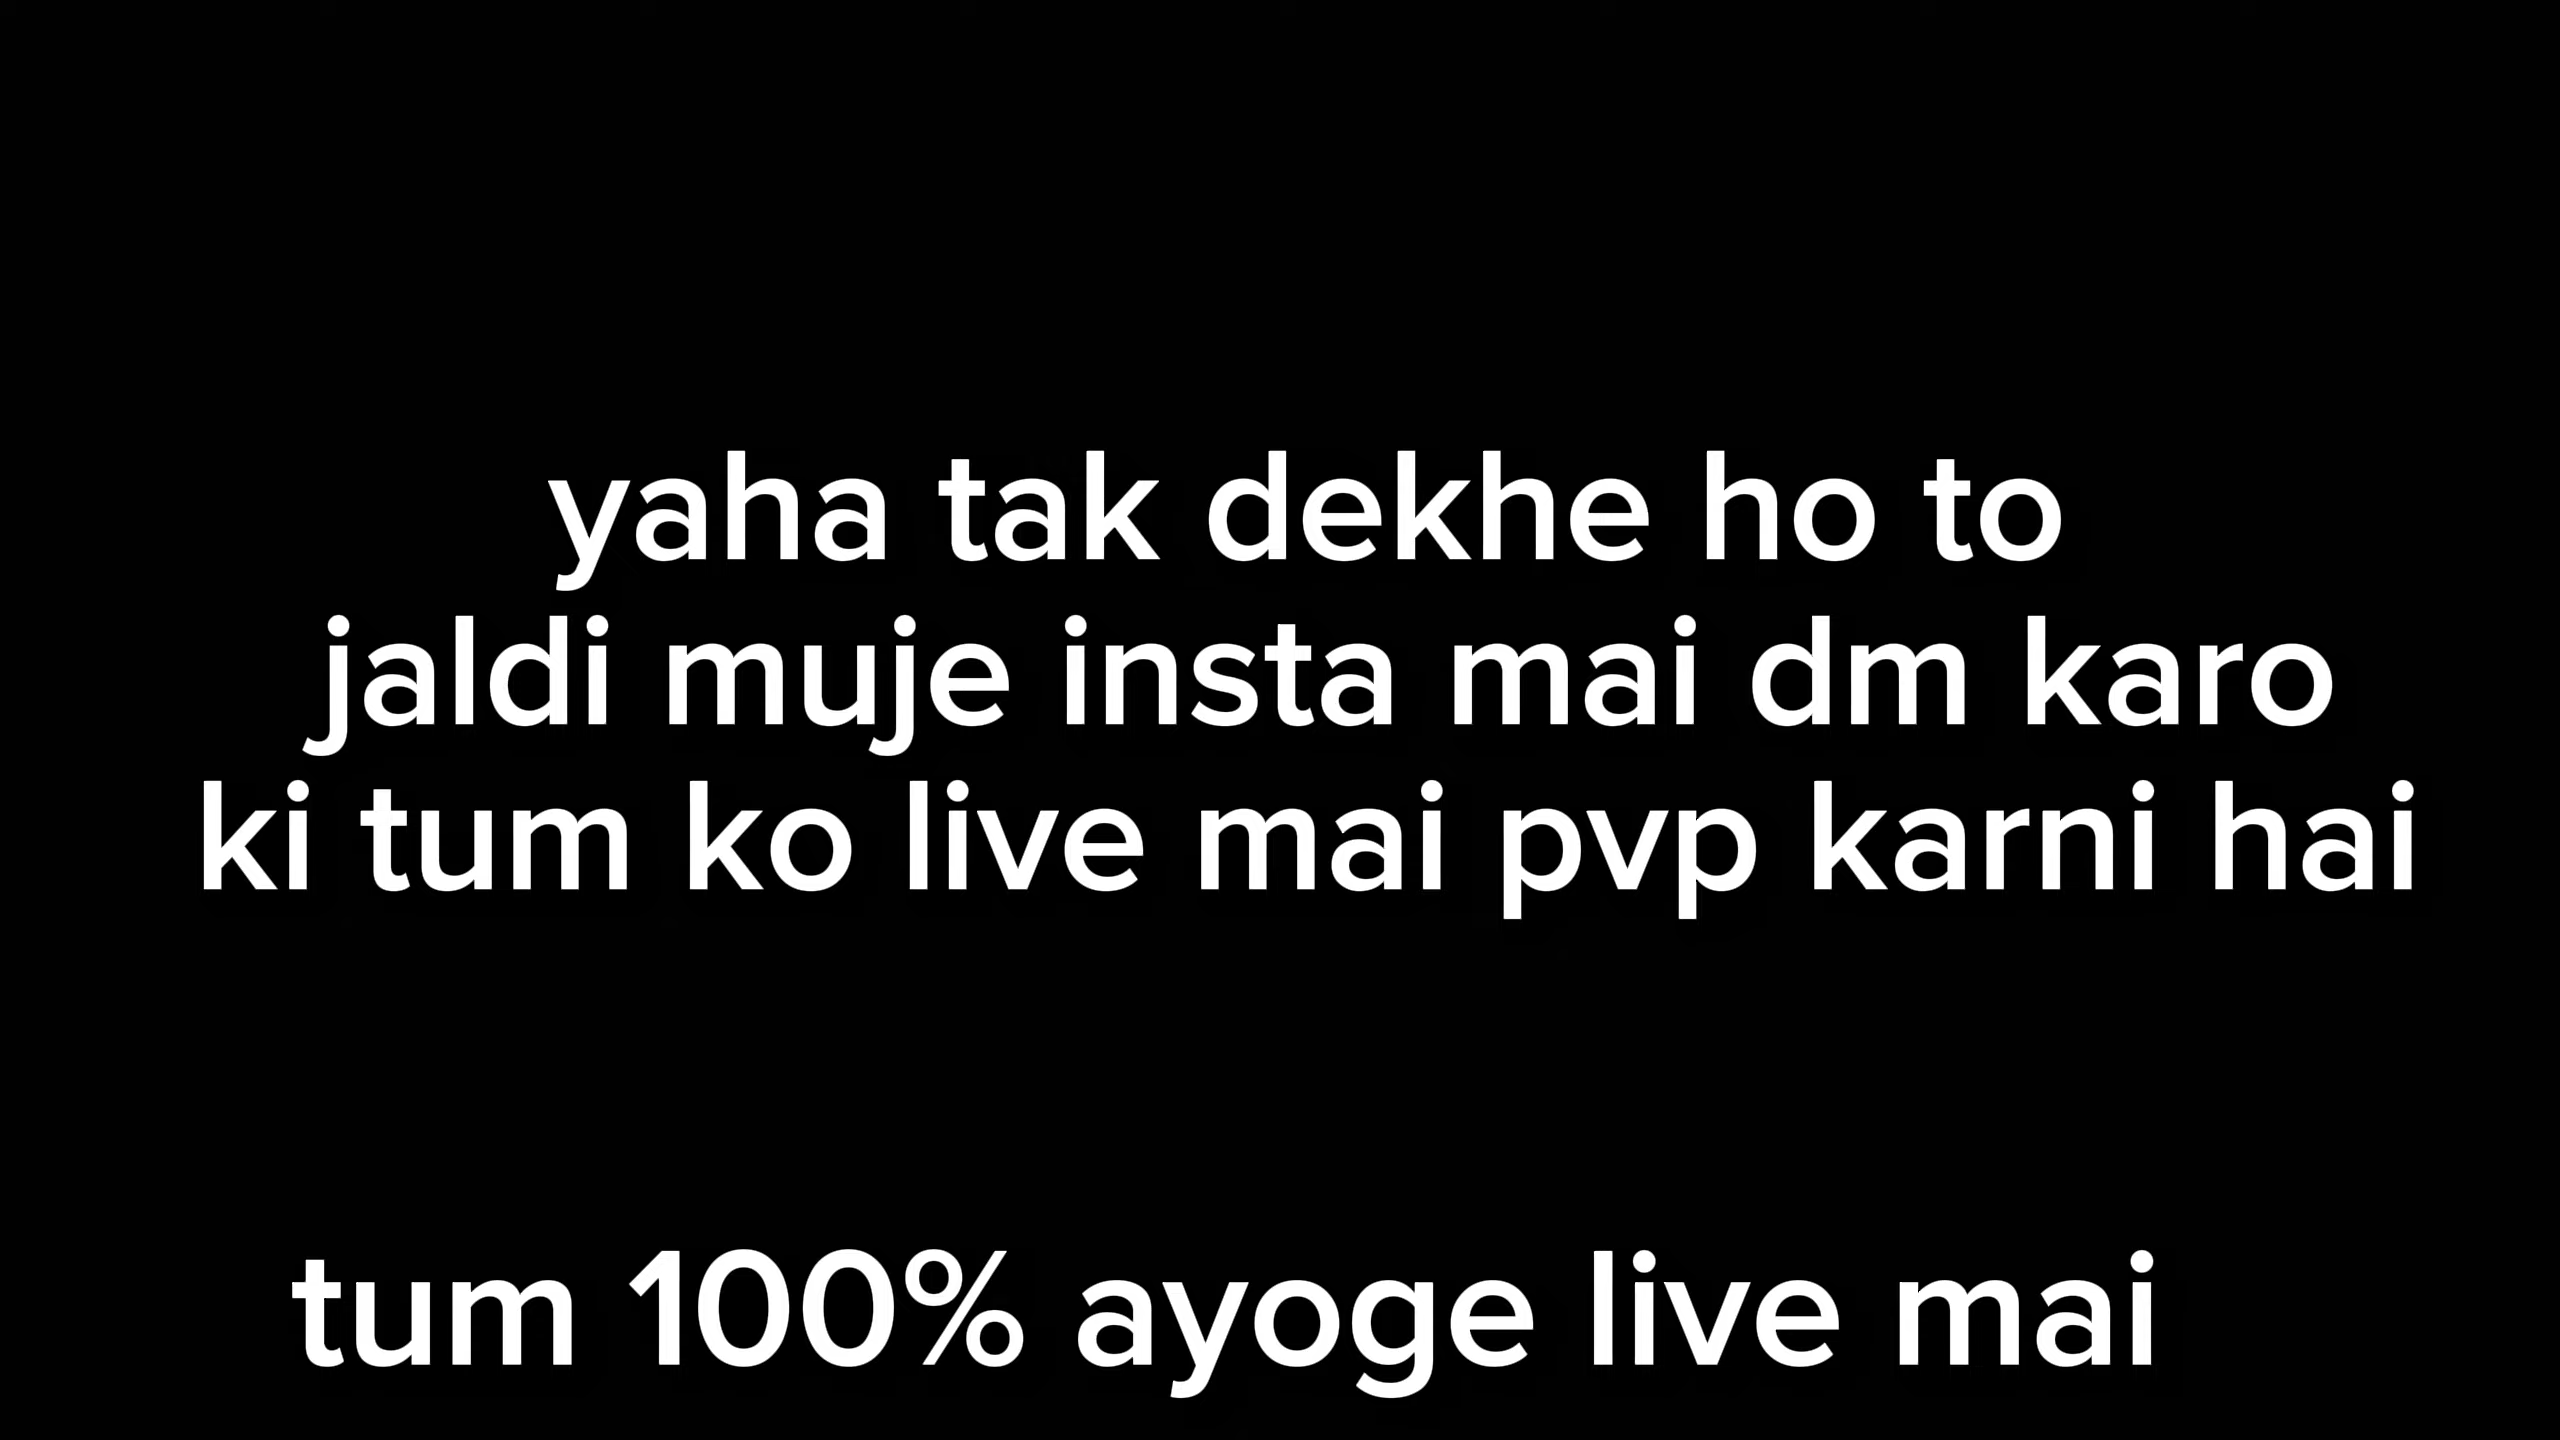 yaha tak dekhe ho to
jaldi muje insta mai dm karo
ki tum ko live mai pvp karni hai
tum 100% ayoge live mai